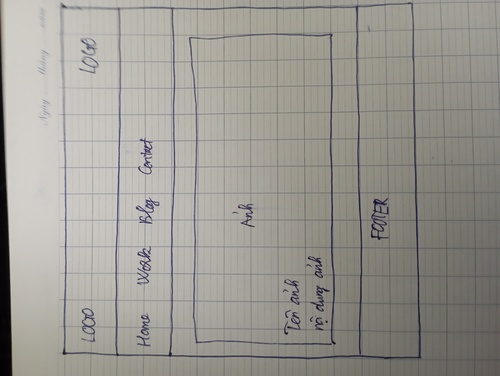 Ngày tháng năm
LOGO LOGO
Home Work Blog Contact
Ảnh
Tên ảnh
nội dung ảnh
FOOTER